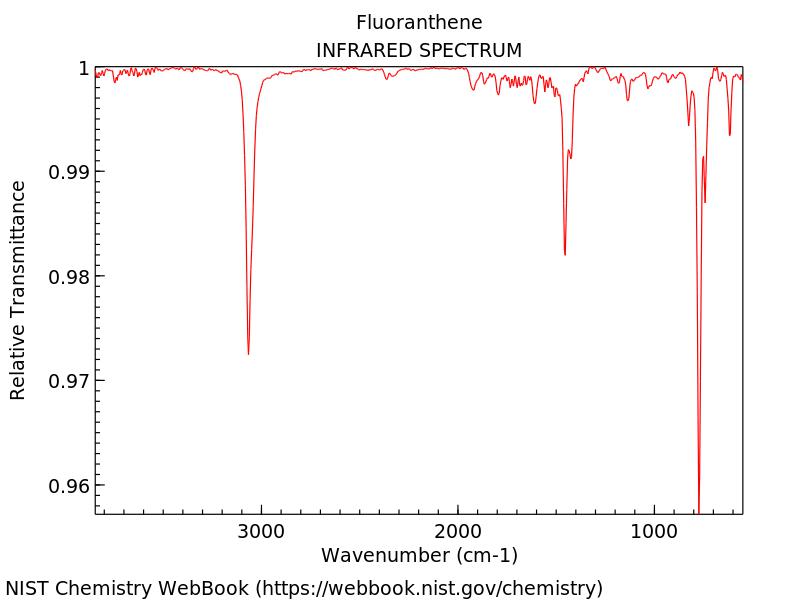 Fluoranthene
INFRARED SPECTRUM
1
0.99
0.98
0.97
0.96
Relative Transmittance
3000 2000 1000
Wavenumber (cm-1)
NIST Chemistry WebBook (https://webbook.nist.gov/chemistry)